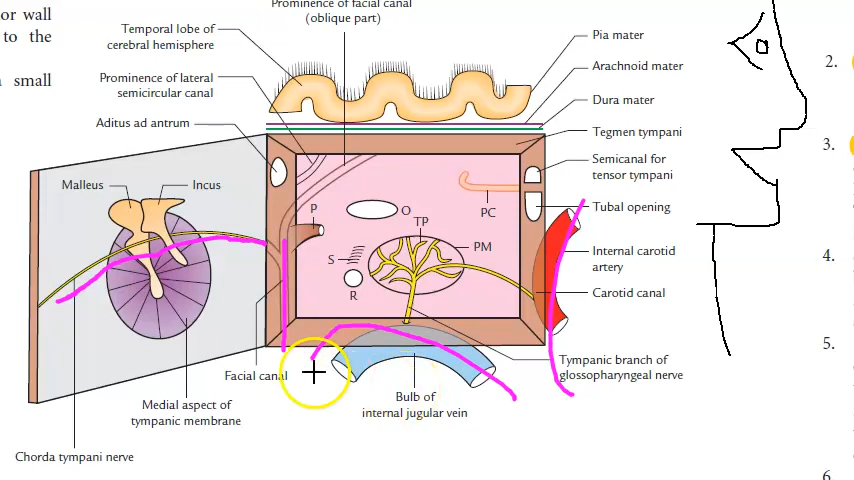 or wall
to the
small
Prominence of facial canal
(oblique part)
Temporal lobe of
cerebral hemisphere
Prominence of lateral
semicircular canal
Aditus ad antrum
Malleus
Incus
Pia mater
Arachnoid mater
Dura mater
Tegmen tympani
Semicanal for
tensor tympani
Tubal opening
Internal carotid
artery
Carotid canal
Tympanic branch of
glossopharyngeal nerve
P
O
TP
PC
PM
S
R
Facial canal
Medial aspect of
tympanic membrane
Bulb of
internal jugular vein
Chorda tympani nerve
2.
3.
4.
5.
6.